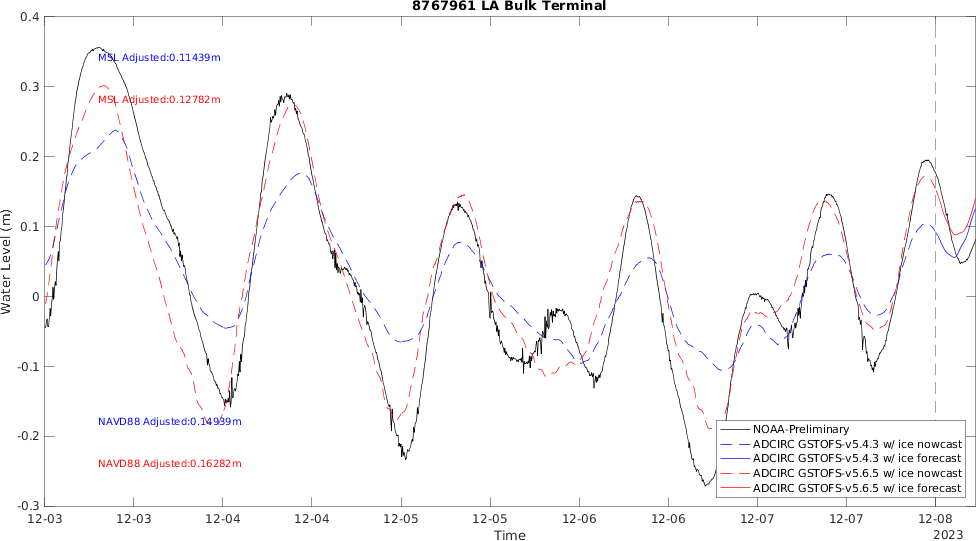 8767961 LA Bulk Terminal
0.4
0.3
0.2
0.1
0
-0.1
-0.2
-0.3
Water Level (m)
MSL Adjusted:0.11439m
MSL Adjusted:0.12782m
NAVD88 Adjusted:0.14939m
NAVD88 Adjusted:0.16282m
NOAA-Preliminary
ADCIRC GSTOFS-v5.4.3 w/ ice nowcast
ADCIRC GSTOFS-v5.4.3 w/ ice forecast
ADCIRC GSTOFS-v5.6.5 w/ ice nowcast
ADCIRC GSTOFS-v5.6.5 w/ ice forecast
12-03 12-03 12-04 12-04 12-05 12-05 12-06 12-06 12-07 12-07 12-08
Time
2023